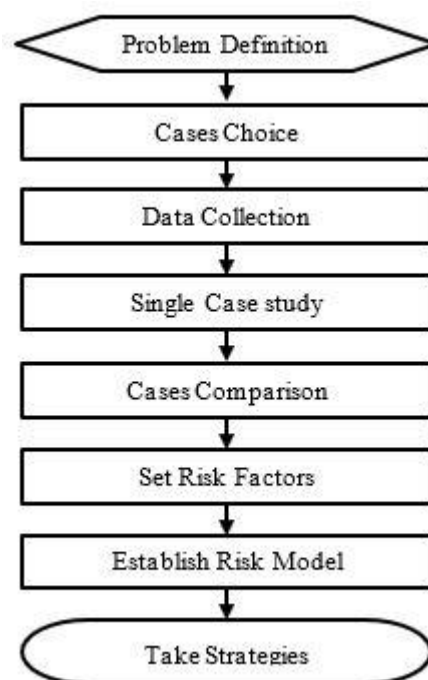 Problem Definition
Cases Choice
Data Collection
Single Case study
Cases Comparison
Set Risk Factors
Establish Risk Model
Take Strategies